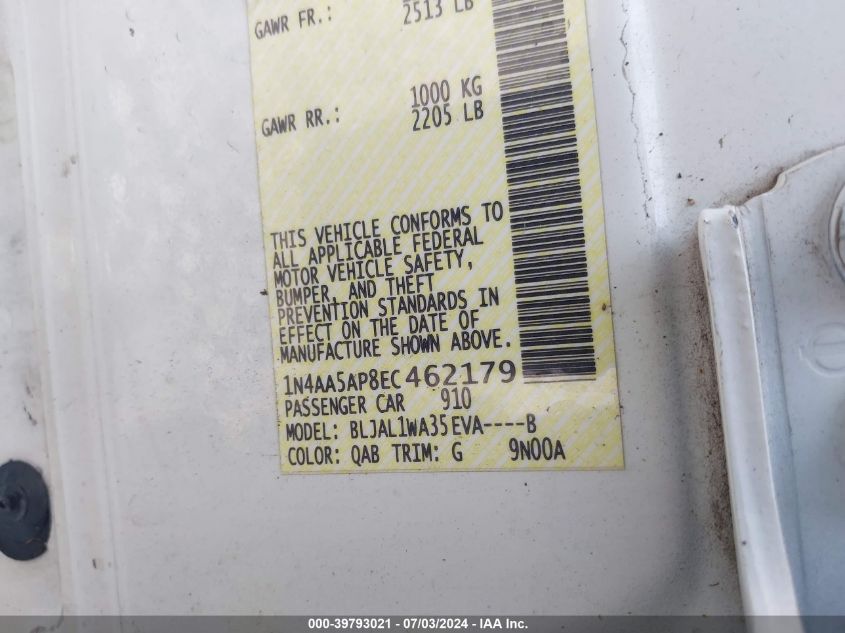 GAWR FR.: 2513 LB
1000 KG
GAWR RR.: 2205 LB
THIS VEHICLE CONFORMS TO
ALL APPLICABLE FEDERAL
MOTOR VEHICLE SAFETY,
BUMPER, AND THEFT
PREVENTION STANDARDS IN
EFFECT ON THE DATE OF
MANUFACTURE SHOWN ABOVE.
1N4AA5AP8EC462179
PASSENGER CAR 910
MODEL: BLJAL1WA35EVA----B
COLOR: QAB TRIM: G 9N00A
000-39793021 - 07/03/2024 - IAA Inc.